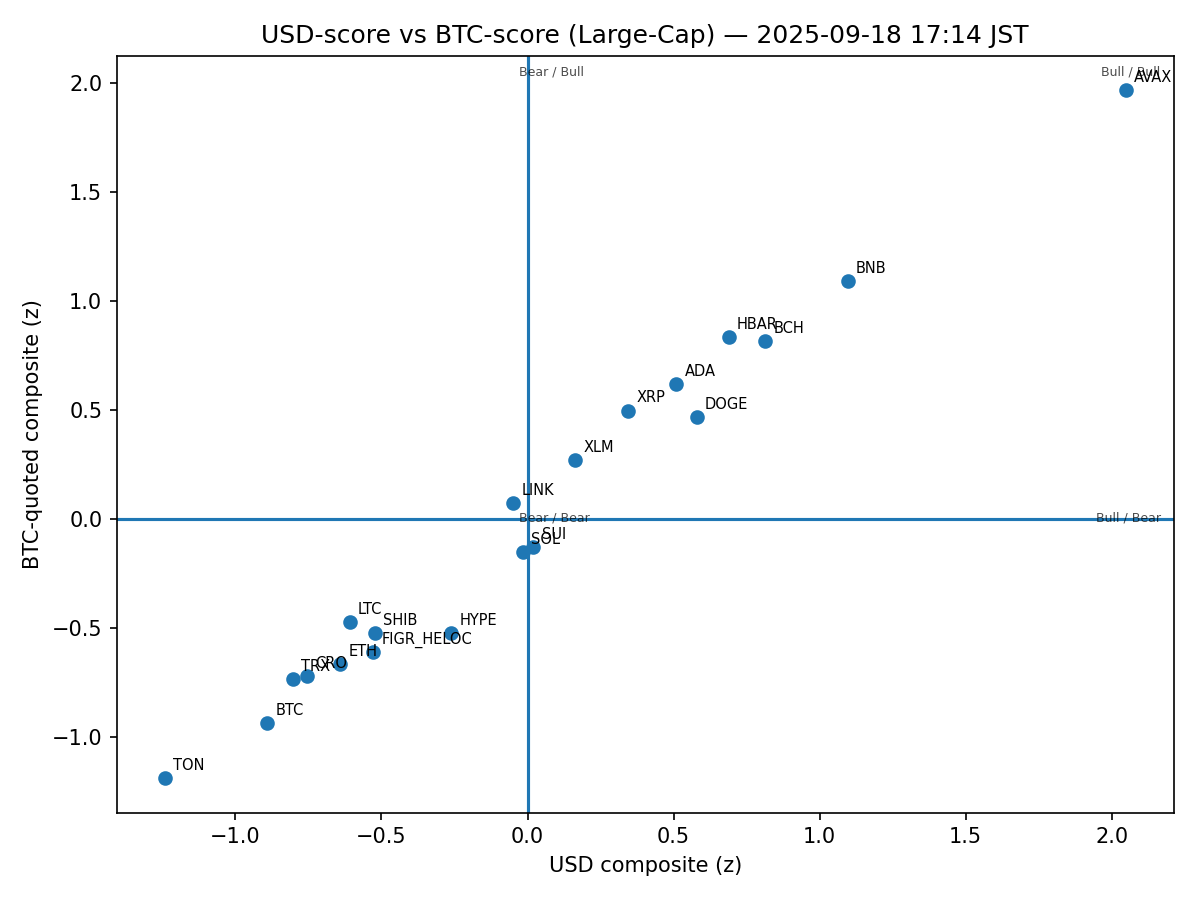 USD-score vs BTC-score (Large-Cap) — 2025-09-18 17:14 JST
Bear / Bull
Bull / Bull
AVAX
BNB
HBAR
BCH
ADA
DOGE
XRP
XLM
LINK
Bear / Bear
Bull / Bear
SUI
SOL
LTC
SHIB
HYPE
FIGR_HELOC
ETH
CRO
TRX
BTC
TON
2.0
1.5
1.0
0.5
0.0
−0.5
−1.0
BTC-quoted composite (z)
−1.0
−0.5
0.0
0.5
1.0
1.5
2.0
USD composite (z)